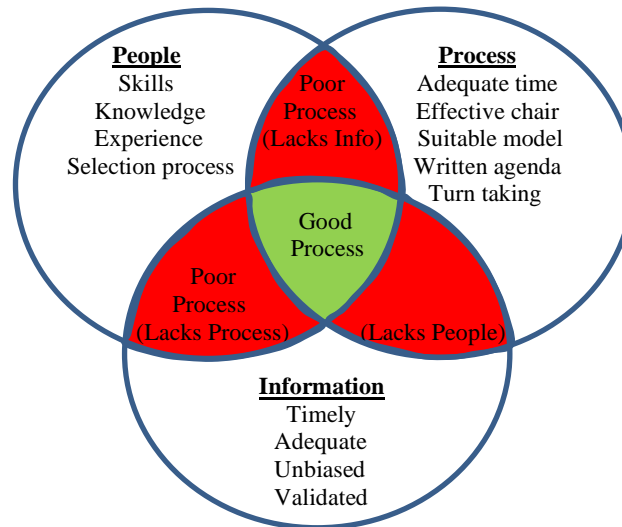 People
Skills
Knowledge
Experience
Selection process
Process
Adequate time
Effective chair
Suitable model
Written agenda
Turn taking
Poor
Process
(Lacks Info)
Good
Process
Poor
Process
(Lacks Process)
(Lacks People)
Information
Timely
Adequate
Unbiased
Validated